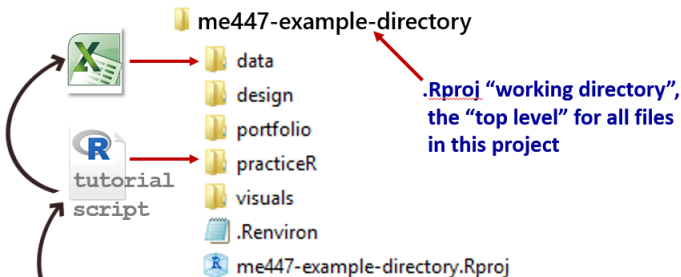 me447-example-directory
data
design
portfolio
practiceR
visuals
.Renviron
me447-example-directory.Rproj
.Rproj “working directory”,
the “top level” for all files
in this project
R
tutorial
script